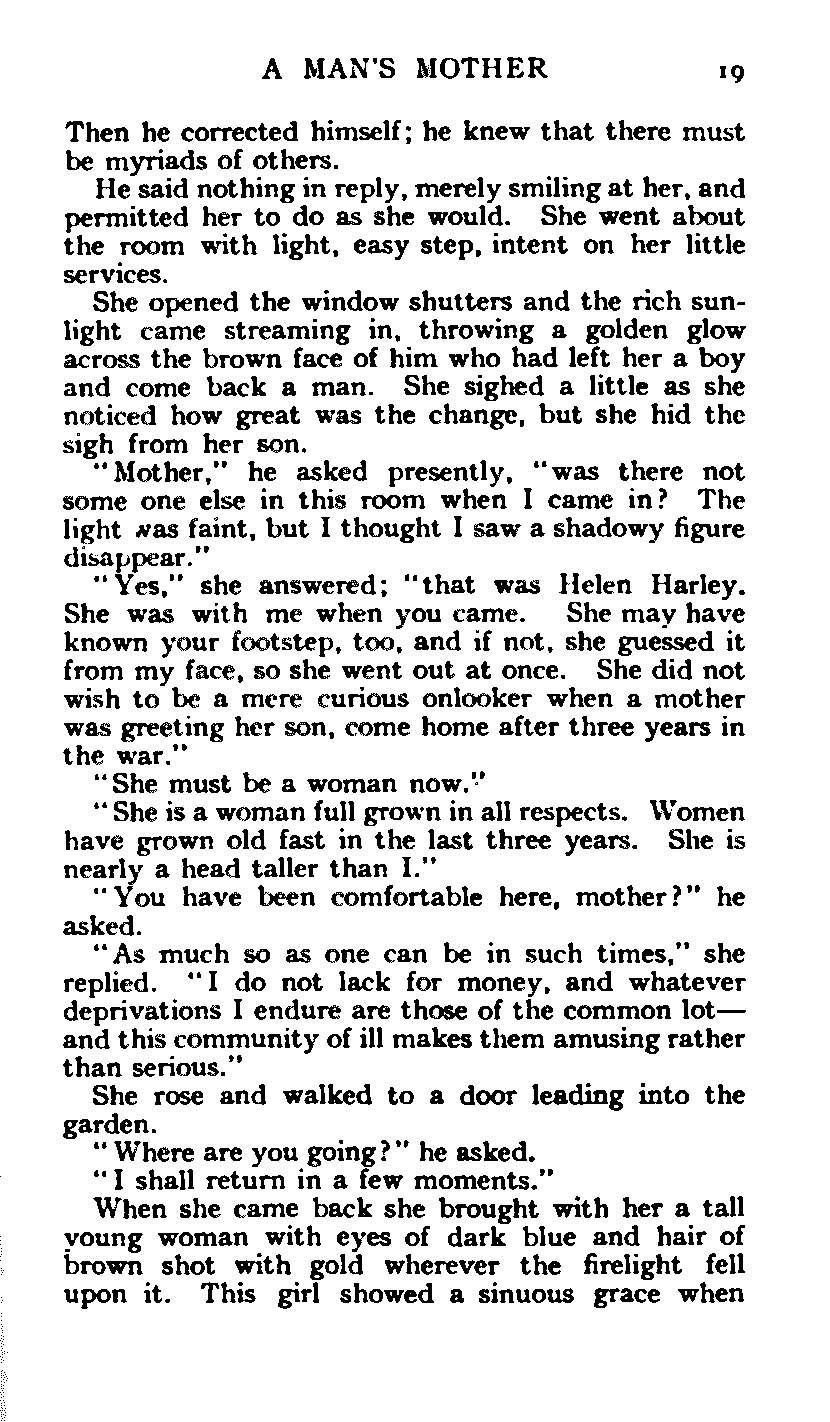 A MAN'S MOTHER 19
Then he corrected himself; he knew that there must
be myriads of others.
He said nothing in reply, merely smiling at her, and
permitted her to do as she would. She went about
the room with light, easy step, intent on her little
services.
She opened the window shutters and the rich sun-
light came streaming in, throwing a golden glow
across the brown face of him who had left her a boy
and come back a man. She sighed a little as she
noticed how great was the change, but she hid the
sigh from her son.
"Mother," he asked presently, "was there not
some one else in this room when I came in? The
light was faint, but I thought I saw a shadowy figure
disappear."
"Yes," she answered; "that was Helen Harley.
She was with me when you came. She may have
known your footstep, too, and if not, she guessed it
from my face, so she went out at once. She did not
wish to be a mere curious onlooker when a mother
was greeting her son, come home after three years in
the war."
"She must be a woman now."
"She is a woman full grown in all respects. Women
have grown old fast in the last three years. She is
nearly a head taller than I."
"You have been comfortable here, mother?" he
asked.
"As much so as one can be in such times," she
replied. "I do not lack for money, and whatever
deprivations I endure are those of the common lot—
and this community of ill makes them amusing rather
than serious."
She rose and walked to a door leading into the
garden.
"Where are you going?" he asked.
"I shall return in a few moments."
When she came back she brought with her a tall
young woman with eyes of dark blue and hair of
brown shot with gold wherever the firelight fell
upon it. This girl showed a sinuous grace when